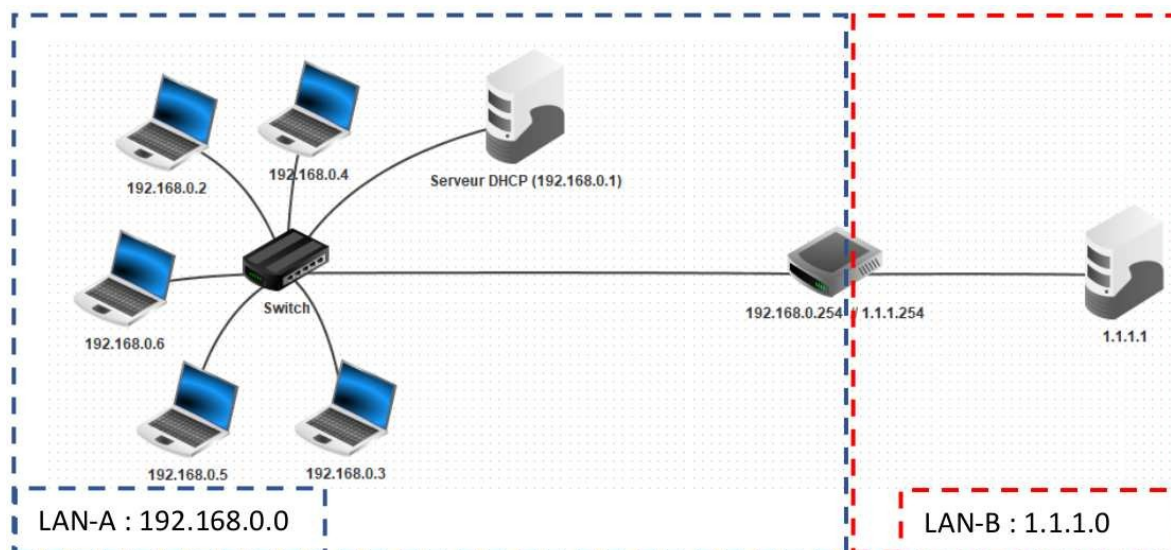 192.168.0.2
192.168.0.4
Serveur DHCP (192.168.0.1)
Switch
192.168.0.254 // 1.1.1.254
1.1.1.1
192.168.0.6
192.168.0.5
192.168.0.3
LAN-A : 192.168.0.0
LAN-B : 1.1.1.0